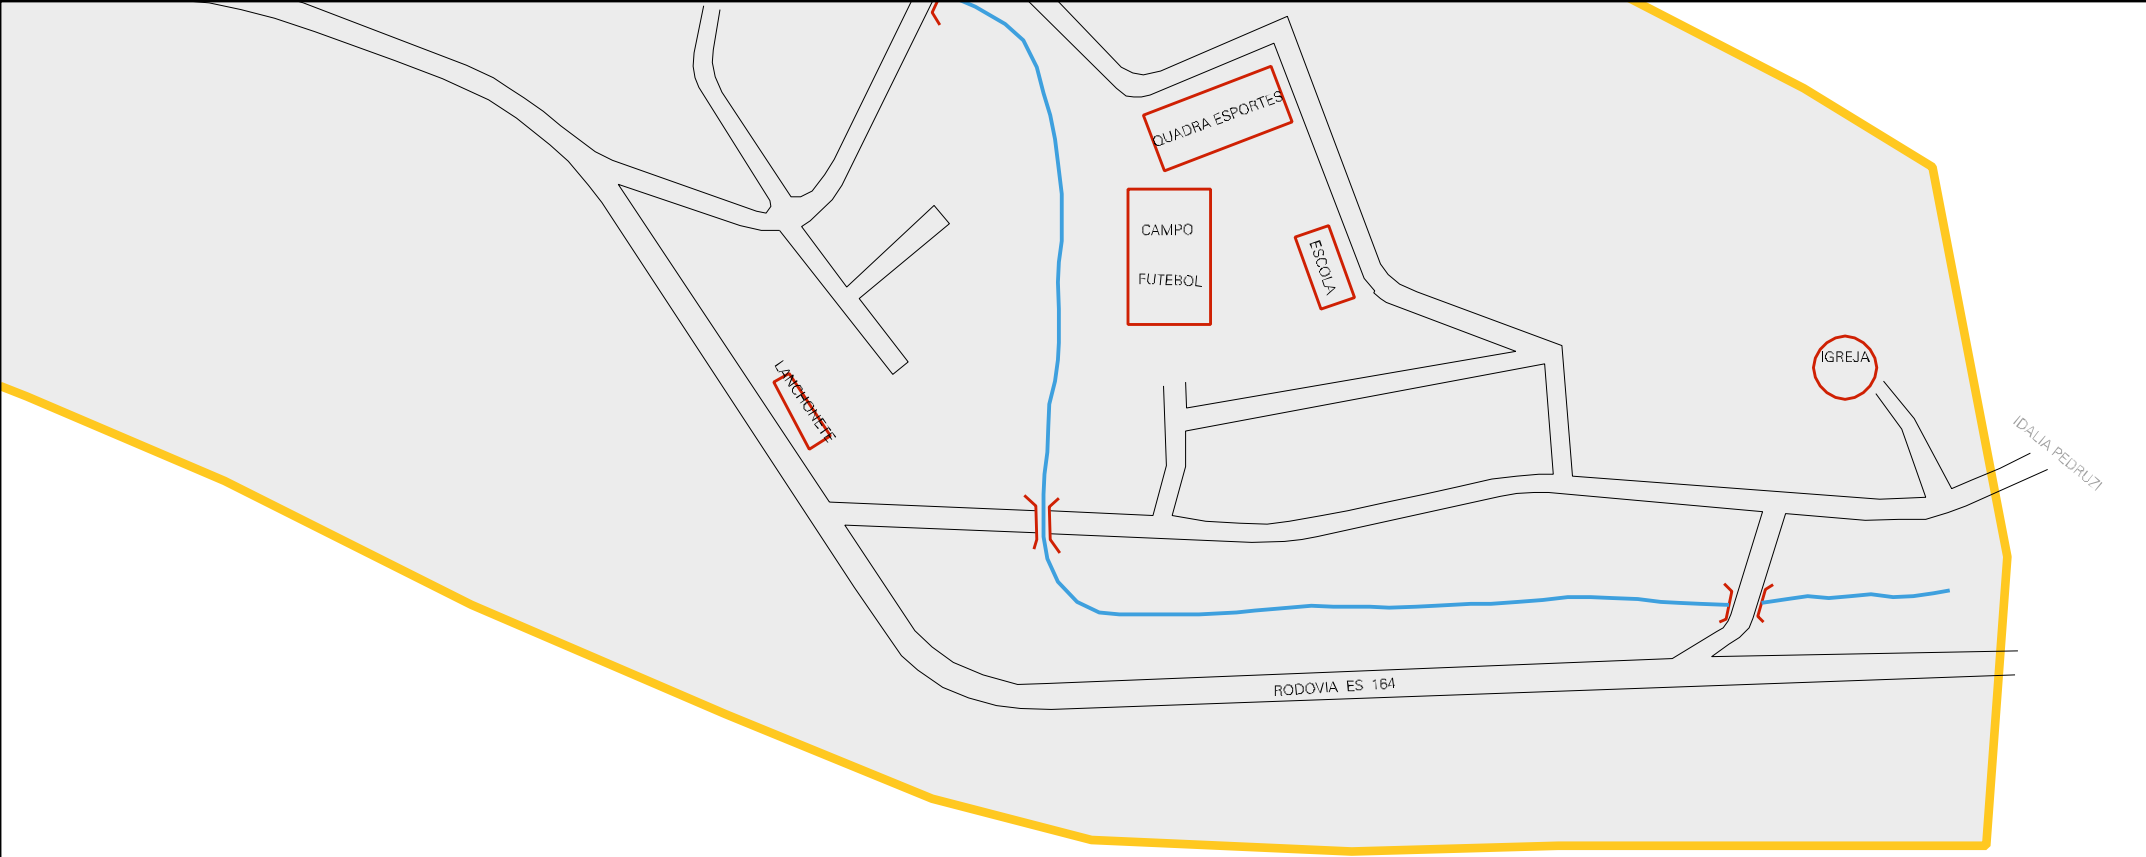 QUADRA ESPORTES
CAMPO
FUTEBOL
ESCOLA
IGREJA
LANCHONETE
IDALIA PEDRUZI
RODOVIA ES 164